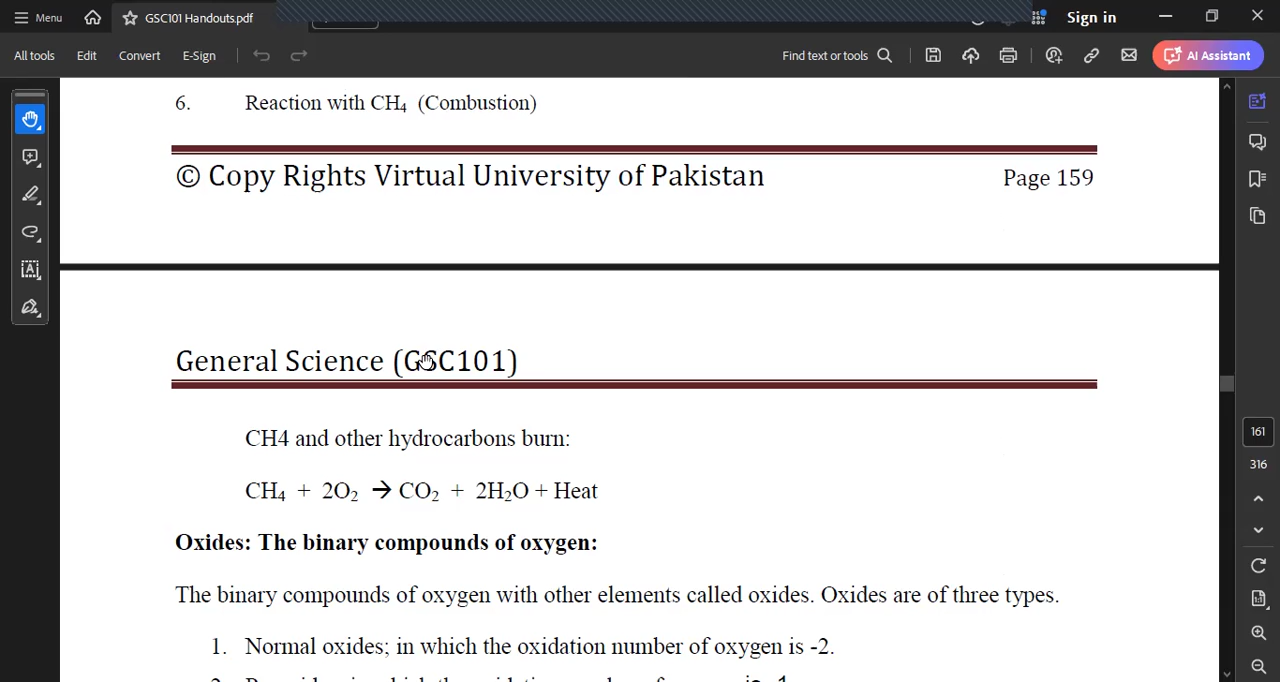 Menu GSC101 Handouts.pdf Sign in
All tools Edit Convert E-Sign Find text or tools AI Assistant
6. Reaction with CH₄ (Combustion)
© Copy Rights Virtual University of Pakistan Page 159
General Science (GSC101)
CH4 and other hydrocarbons burn:
CH₄ + 2O₂ → CO₂ + 2H₂O + Heat
Oxides: The binary compounds of oxygen:
The binary compounds of oxygen with other elements called oxides. Oxides are of three types.
1. Normal oxides; in which the oxidation number of oxygen is -2.
161
316